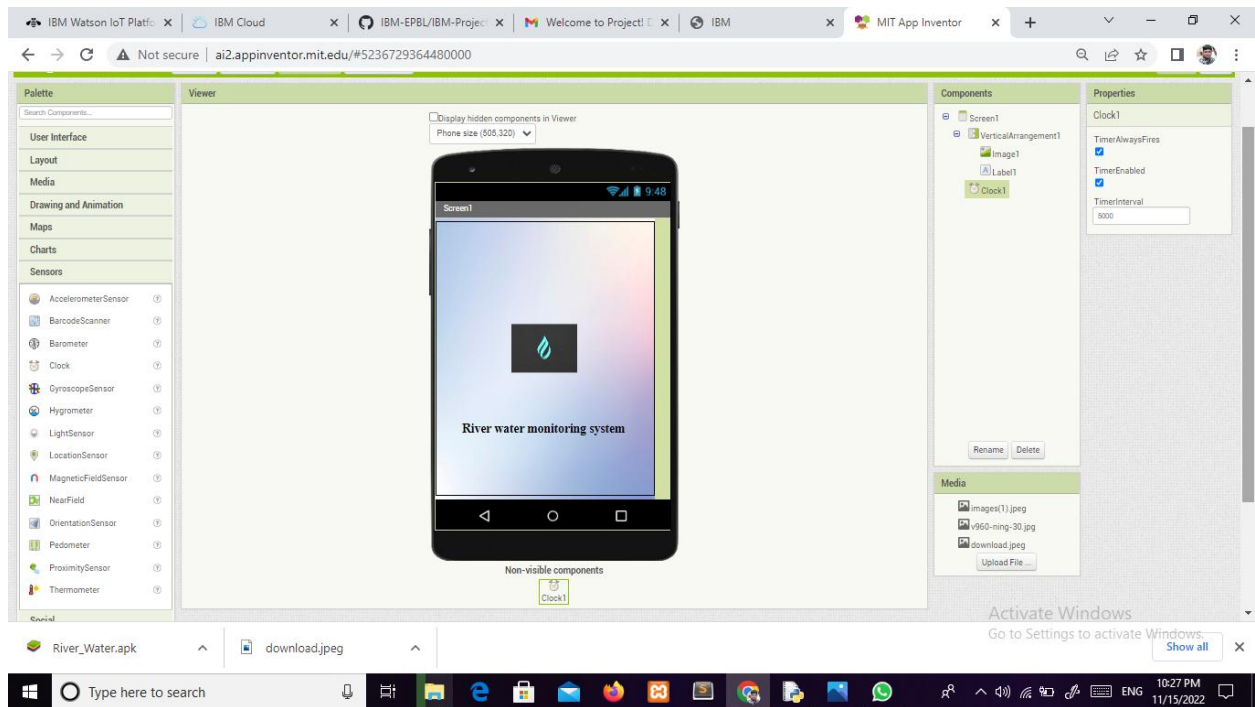 IBM Watson IoT Platfo
IBM Cloud
IBM-EPBL/IBM-Project
Welcome to Project! D
IBM
MIT App Inventor
Not secure
ai2.appinventor.mit.edu/#5236729364480000
Palette
Search Components...
User Interface
Layout
Media
Drawing and Animation
Maps
Charts
Sensors
AccelerometerSensor
BarcodeScanner
Barometer
Clock
GyroscopeSensor
Hygrometer
LightSensor
LocationSensor
MagneticFieldSensor
NearField
OrientationSensor
Pedometer
ProximitySensor
Thermometer
Social
Viewer
Display hidden components in Viewer
Phone size (505,320)
9:48
Screen1
River water monitoring system
Non-visible components
Clock1
Components
Screen1
VerticalArrangement1
Image1
Label1
Clock1
Rename
Delete
Media
images(1).jpeg
v960-ning-30.jpg
download.jpeg
Upload File ...
Properties
Clock1
TimerAlwaysFires
TimerEnabled
TimerInterval
5000
Activate Windows
Go to Settings to activate Windows.
River_Water.apk
download.jpeg
Show all
Type here to search
ENG
10:27 PM
11/15/2022